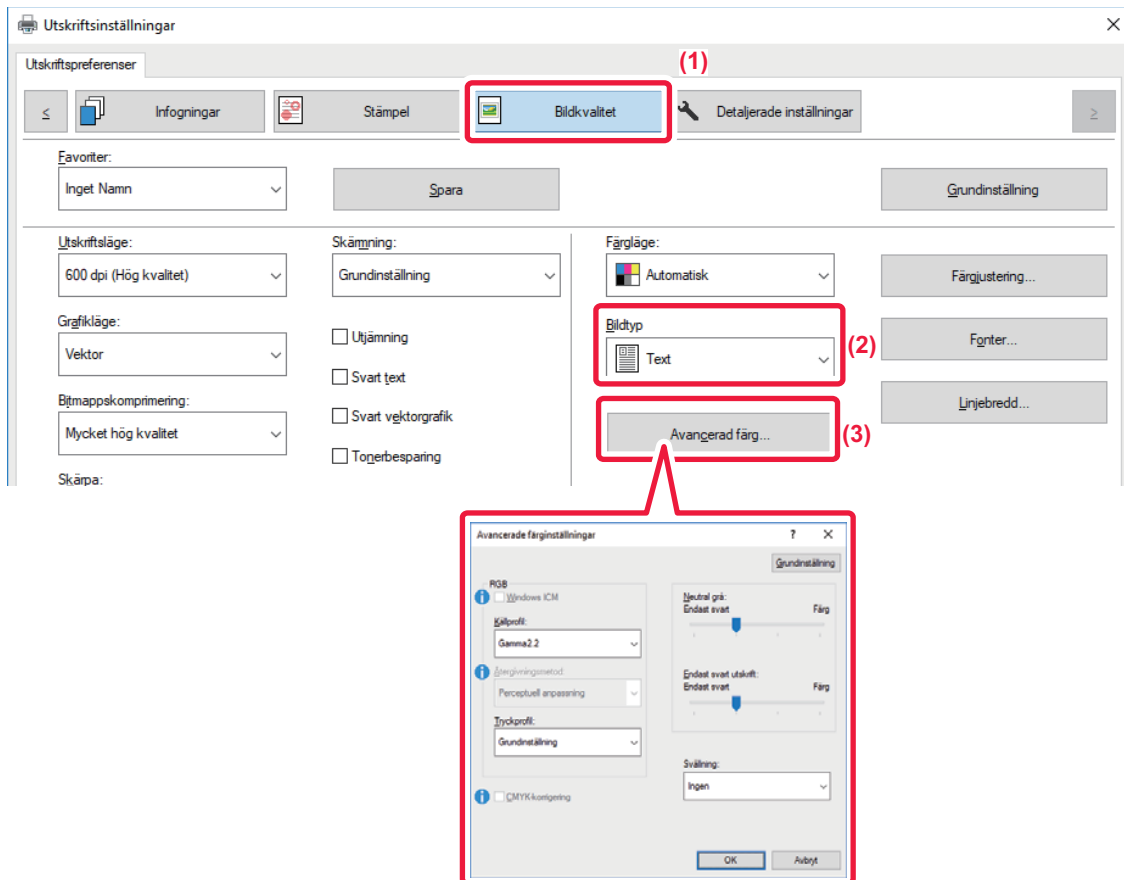 Utskriftsinställningar
Utskriftspreferenser
(1)
<
Infogningar
Stämpel
Bildkvalitet
Detaljerade inställningar
>
Favoriter:
Inget Namn
Spara
Grundinställning
Utskriftsläge:
600 dpi (Hög kvalitet)
Skärmning:
Grundinställning
Färgläge:
Automatisk
Färgjustering...
Grafikläge:
Vektor
Utjämning
Svart text
Bildtyp
Text
(2)
Fonter...
Bitmappskomprimering:
Mycket hög kvalitet
Svart vektorgrafik
Tonerbesparing
Avancerad färg...
(3)
Linjebredd...
Skärpa:
Avancerade färginställningar
?
Grundinställning
RGB
Windows ICM
Källprofil:
Gamma2.2
Återgivningsmetod:
Perceptuell anpassning
Tryckprofil:
Grundinställning
CMYK-korrigering
Neutral grå:
Endast svart Färg
Endast svart utskrift:
Endast svart Färg
Svällning:
Ingen
OK
Avbryt